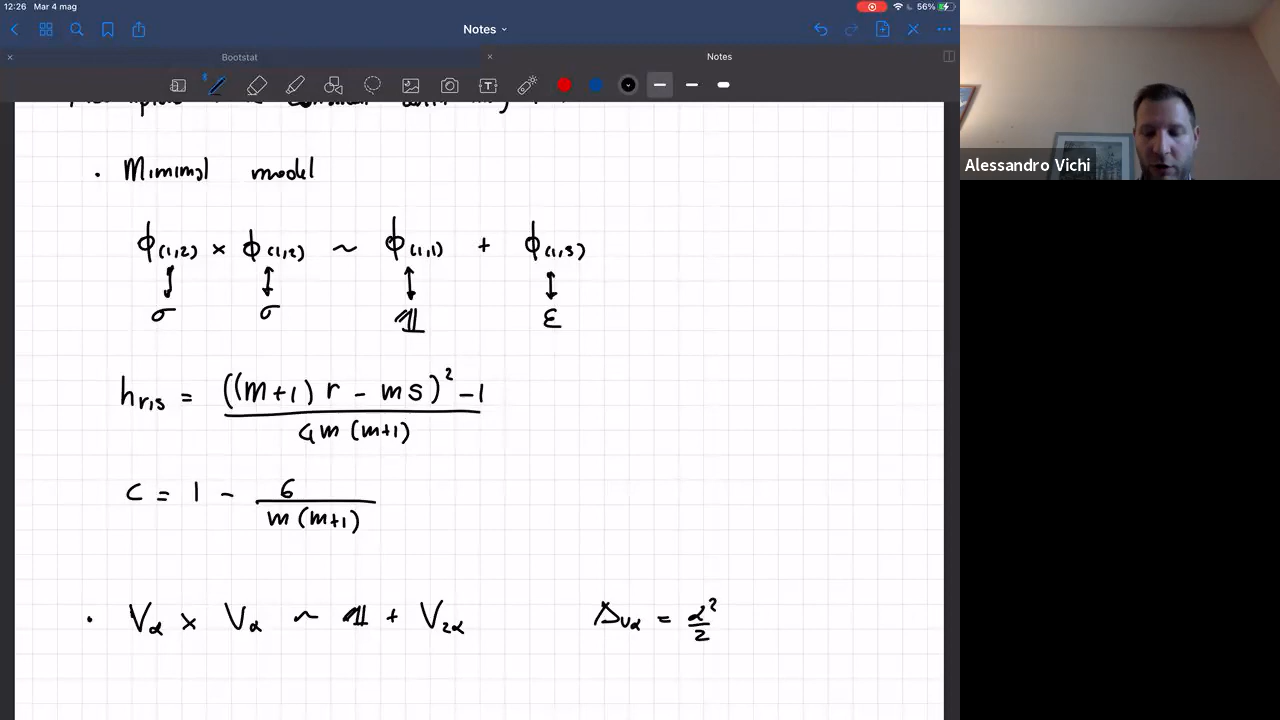 12:26 Mar 4 mag
56%
Notes
Bootstat
Notes
• Minimal model
ϕ(1,2) × ϕ(1,2) ~ ϕ(1,1) + ϕ(1,3)
σ σ 𝟙 ε
h_{r,s} = (((m+1) r - m s)² - 1) / (4m (m+1))
c = 1 - 6 / (m (m+1))
• V_α × V_α ~ 𝟙 + V_{2α} Δ_{V_α} = α²/2
Alessandro Vichi